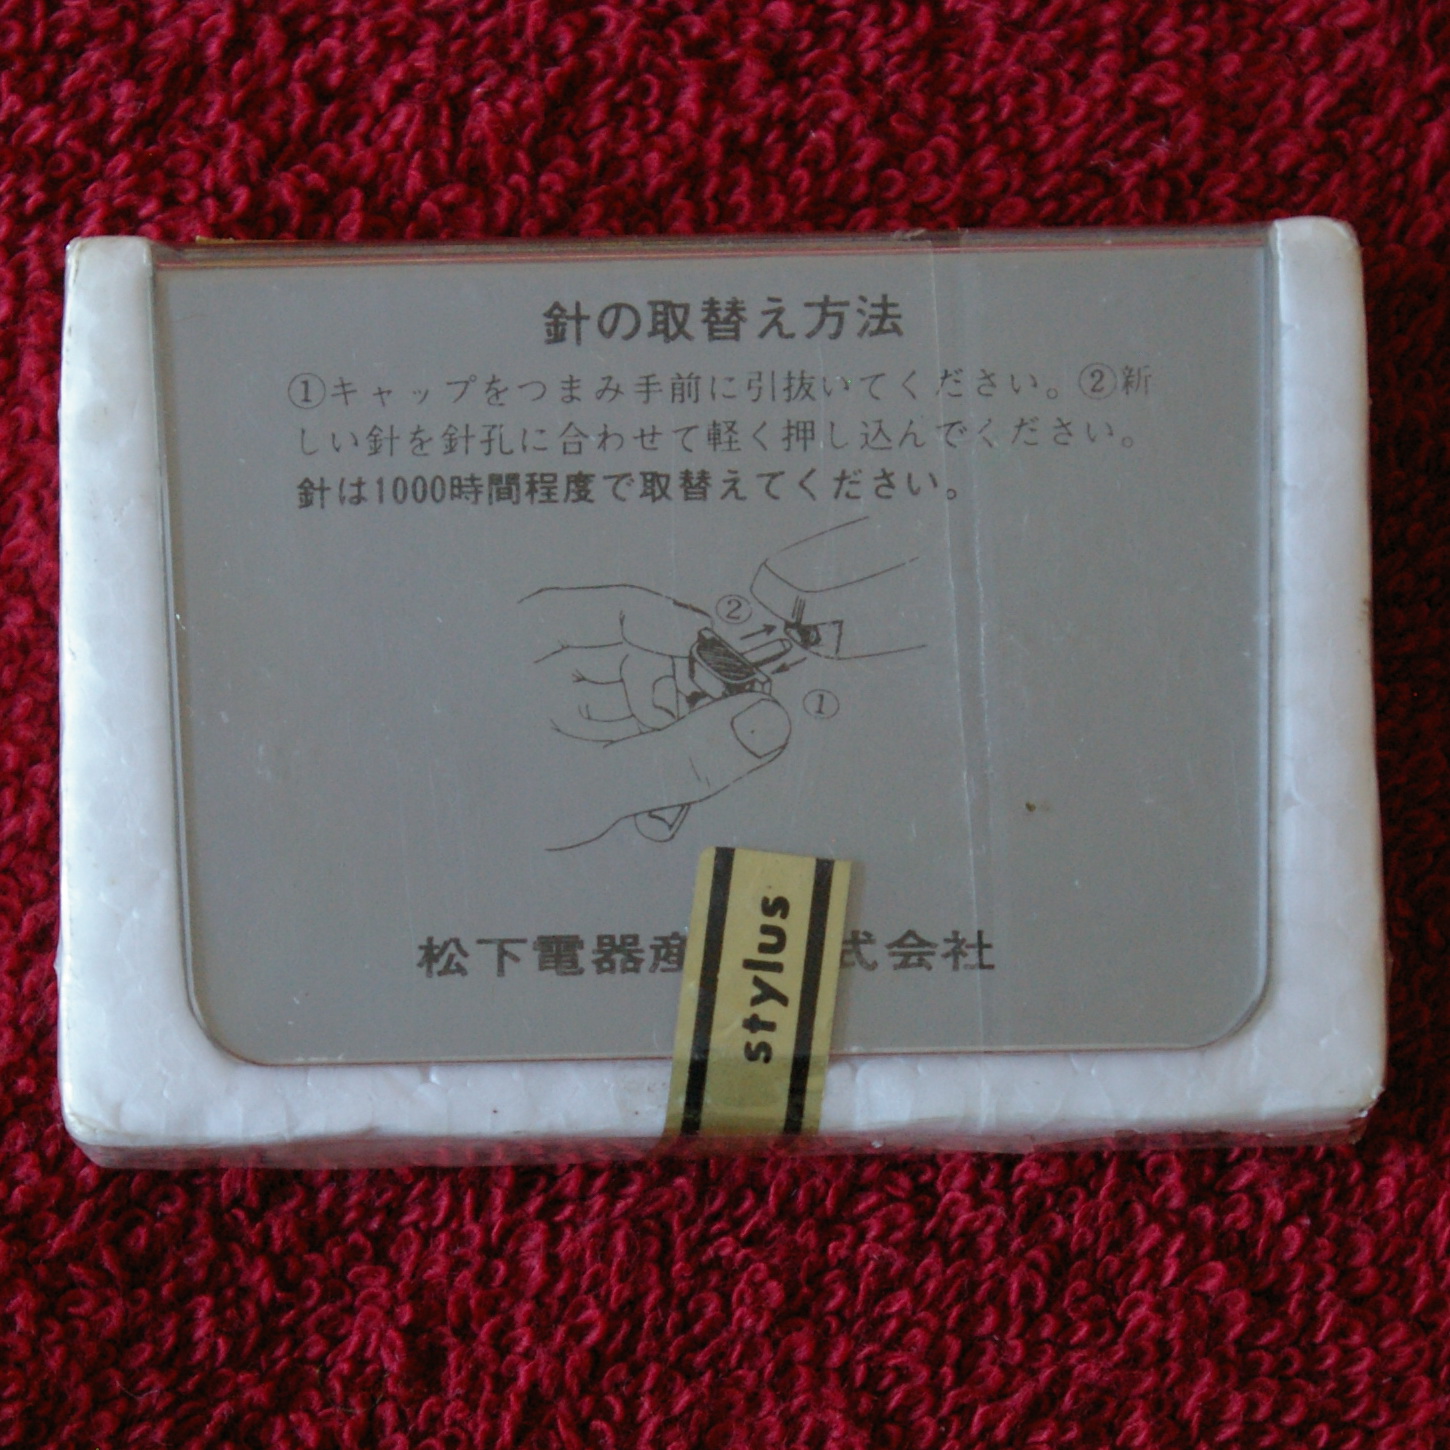 針の取替え方法
①キャップをつまみ手前に引抜いてください。②新
しい針を針孔に合わせて軽く押し込んでください。
針は1000時間程度で取替えてください。
②
①
松下電器産 式会社
stylus